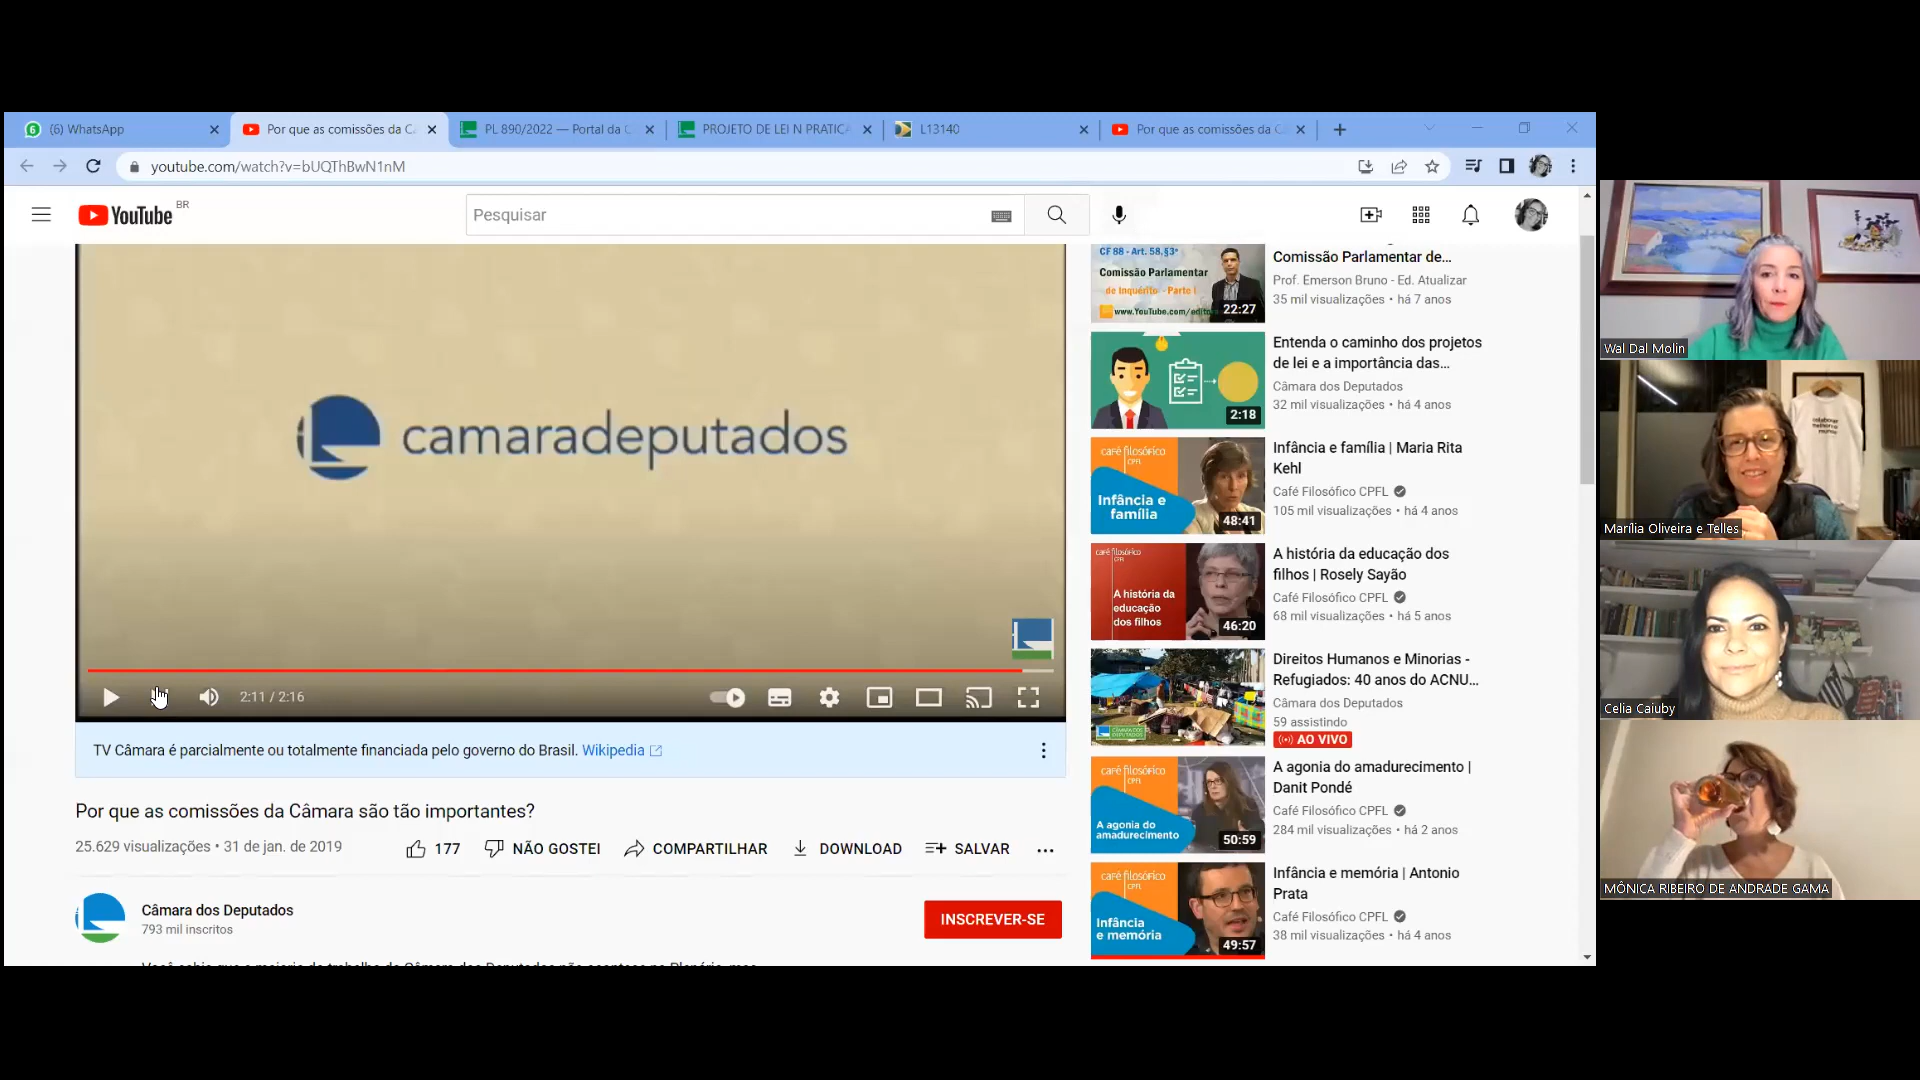 (6) WhatsApp
Por que as comissões da C
PL 890/2022 — Portal da C
PROJETO DE LEI N PRATICA
L13140
Por que as comissões da C
youtube.com/watch?v=bUQThBwN1nM
YouTube BR
Pesquisar
camaradeputados
2:11 / 2:16
TV Câmara é parcialmente ou totalmente financiada pelo governo do Brasil. Wikipedia
Por que as comissões da Câmara são tão importantes?
25.629 visualizações • 31 de jan. de 2019
177
NÃO GOSTEI
COMPARTILHAR
DOWNLOAD
SALVAR
Câmara dos Deputados
793 mil inscritos
INSCREVER-SE
CF 88 - Art. 58,§3º
Comissão Parlamentar
de Inquérito - Parte I
22:27
Comissão Parlamentar de...
Prof. Emerson Bruno - Ed. Atualizar
35 mil visualizações • há 7 anos
2:18
Entenda o caminho dos projetos
de lei e a importância das...
Câmara dos Deputados
32 mil visualizações • há 4 anos
café filosófico
CPFL
Infância e
família
48:41
Infância e família | Maria Rita
Kehl
Café Filosófico CPFL
105 mil visualizações • há 4 anos
café filosófico
CPFL
A história da
educação
dos filhos
46:20
A história da educação dos
filhos | Rosely Sayão
Café Filosófico CPFL
68 mil visualizações • há 5 anos
Direitos Humanos e Minorias -
Refugiados: 40 anos do ACNU...
Câmara dos Deputados
59 assistindo
AO VIVO
café filosófico
CPFL
A agonia do
amadurecimento
50:59
A agonia do amadurecimento |
Danit Pondé
Café Filosófico CPFL
284 mil visualizações • há 2 anos
café filosófico
CPFL
Infância
e memória
49:57
Infância e memória | Antonio
Prata
Café Filosófico CPFL
38 mil visualizações • há 4 anos
Wal Dal Molin
Marília Oliveira e Telles
Celia Caiuby
MÔNICA RIBEIRO DE ANDRADE GAMA